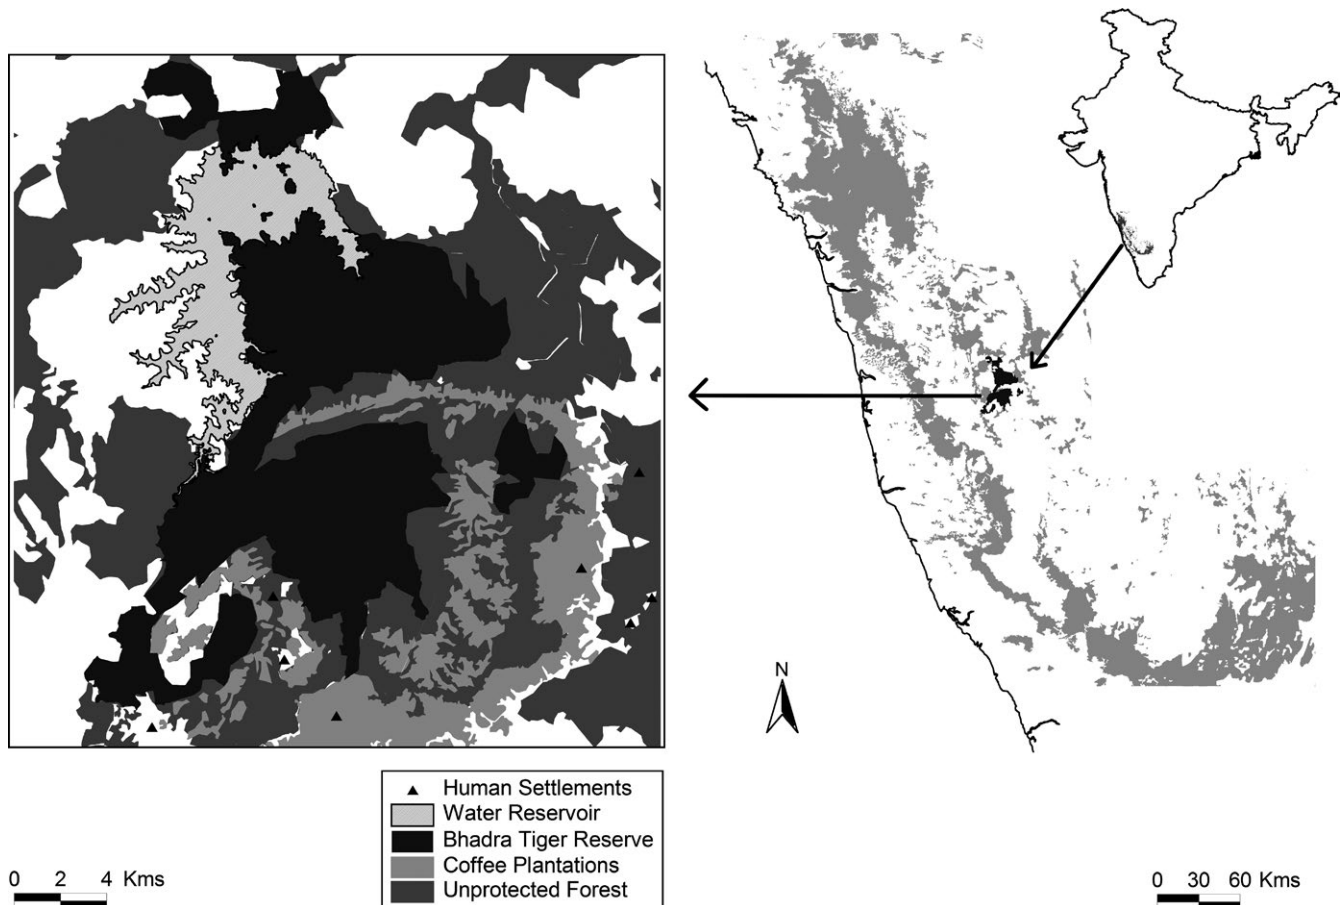 N
Human Settlements
Water Reservoir
Bhadra Tiger Reserve
Coffee Plantations
Unprotected Forest
0 2 4 Kms
0 30 60 Kms